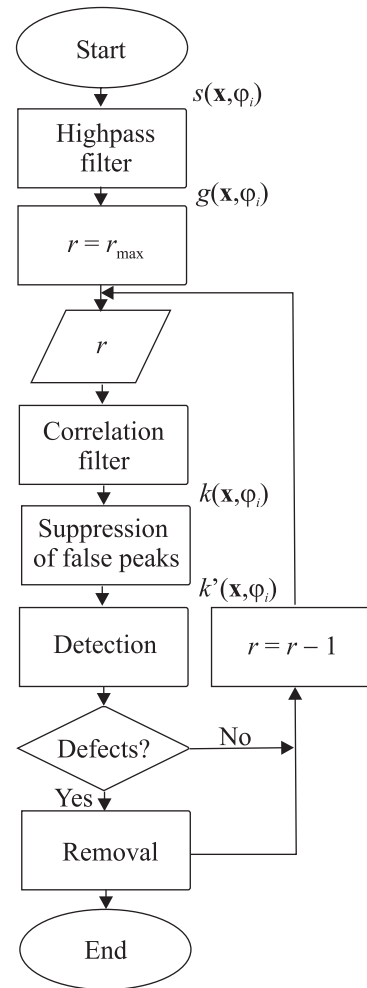 Start
s(x,φᵢ)
Highpass
filter
g(x,φᵢ)
r = rₘₐₓ
r
Correlation
filter
k(x,φᵢ)
Suppression
of false peaks
k’(x,φᵢ)
Detection
r = r − 1
Defects?
No
Yes
Removal
End